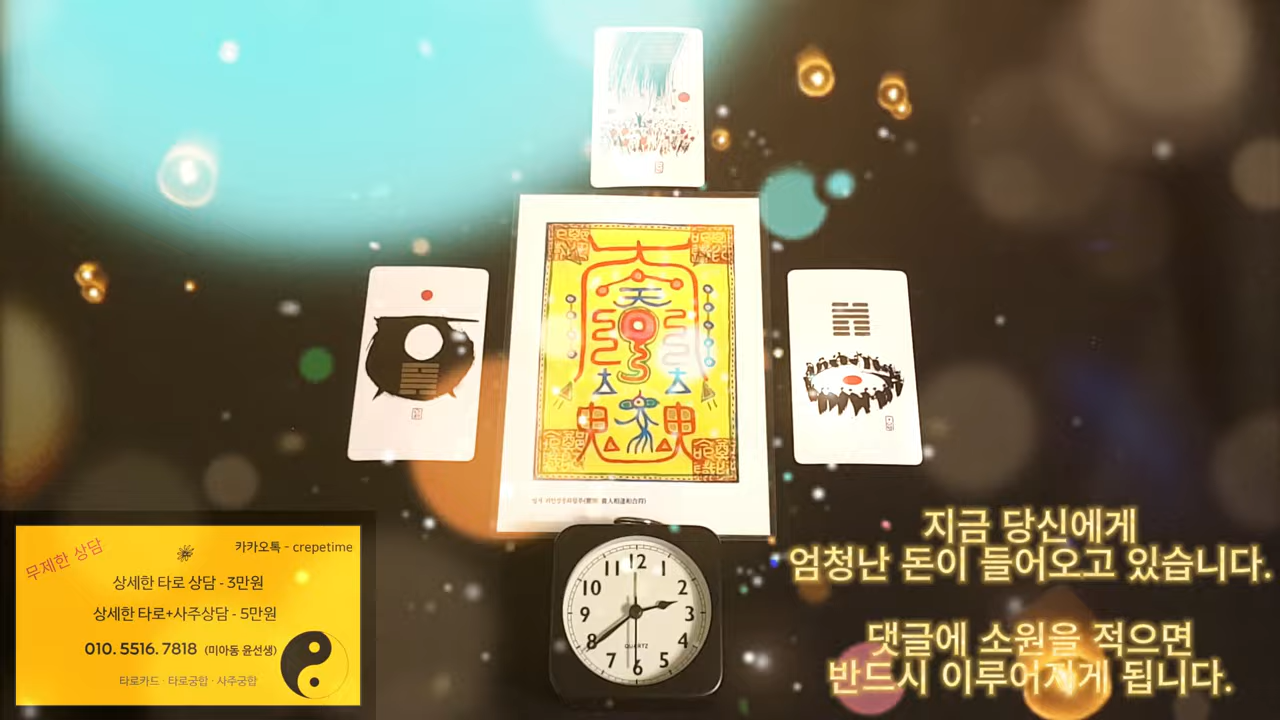 무제한 상담
카카오톡 - crepetime
상세한 타로 상담 - 3만원
상세한 타로+사주상담 - 5만원
010. 5516. 7818 (미아동 윤선생)
타로카드 · 타로궁합 · 사주궁합
天
12
11 1
10 2
9 3
8 4
7 5
6
QUARTZ
지금 당신에게
엄청난 돈이 들어오고 있습니다.
댓글에 소원을 적으면
반드시 이루어지게 됩니다.